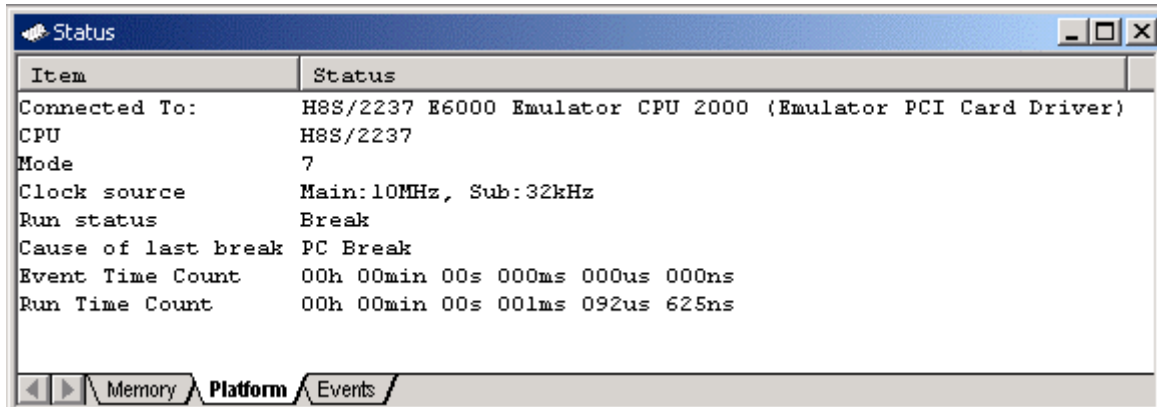 Status
Item Status
Connected To: H8S/2237 E6000 Emulator CPU 2000 (Emulator PCI Card Driver)
CPU H8S/2237
Mode 7
Clock source Main:10MHz, Sub:32kHz
Run status Break
Cause of last break PC Break
Event Time Count 00h 00min 00s 000ms 000us 000ns
Run Time Count 00h 00min 00s 001ms 092us 625ns
Memory Platform Events